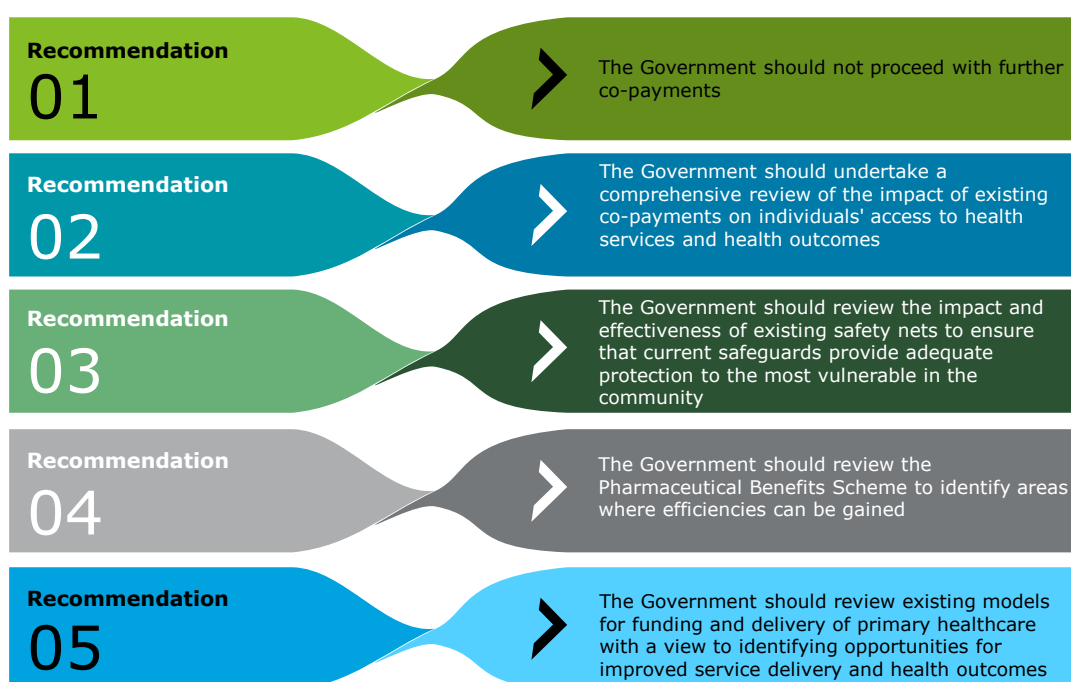 Recommendation
01
The Government should not proceed with further
co-payments
Recommendation
02
The Government should undertake a
comprehensive review of the impact of existing
co-payments on individuals' access to health
services and health outcomes
Recommendation
03
The Government should review the impact and
effectiveness of existing safety nets to ensure
that current safeguards provide adequate
protection to the most vulnerable in the
community
Recommendation
04
The Government should review the
Pharmaceutical Benefits Scheme to identify areas
where efficiencies can be gained
Recommendation
05
The Government should review existing models
for funding and delivery of primary healthcare
with a view to identifying opportunities for
improved service delivery and health outcomes